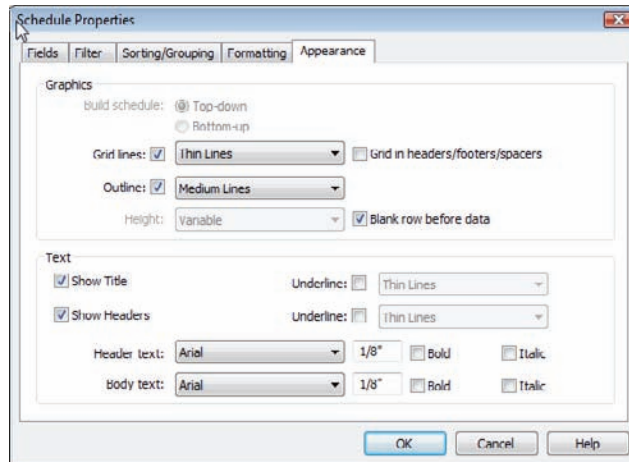 Schedule Properties
Fields Filter Sorting/Grouping Formatting Appearance
Graphics
Build schedule: Top-down
Bottom-up
Grid lines: Thin Lines Grid in headers/footers/spacers
Outline: Medium Lines
Height: Variable Blank row before data
Text
Show Title Underline: Thin Lines
Show Headers Underline: Thin Lines
Header text: Arial 1/8" Bold Italic
Body text: Arial 1/8" Bold Italic
OK Cancel Help